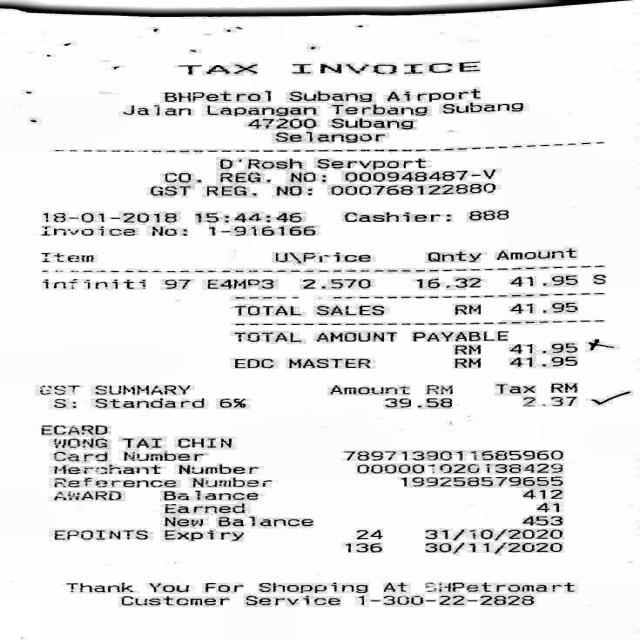 TAX INVOICE
BHPetrol Subang Airport
Jalan Lapangan Terbang Subang
47200 Subang
Selangor
D'Rosh Servport
CO. REG. NO: 000948487-V
GST REG. NO: 000768122880
18-01-2018 15:44:46 Cashier: 888
Invoice No: 1-916166
Item U\Price Qnty Amount
infiniti 97 E4MP3 2.570 16.32 41.95 S
TOTAL SALES RM 41.95
TOTAL AMOUNT PAYABLE
RM 41.95
EDC MASTER RM 41.95
GST SUMMARY Amount RM Tax RM
S: Standard 6% 39.58 2.37
ECARD
WONG TAI CHIN
Card Number 7897139011685960
Merchant Number 000001020138429
Reference Number 199258579655
AWARD Balance 412
Earned 41
New Balance 453
EPOINTS Expiry 24 31/10/2020
136 30/11/2020
Thank You For Shopping At BHPetromart
Customer Service 1-300-22-2828